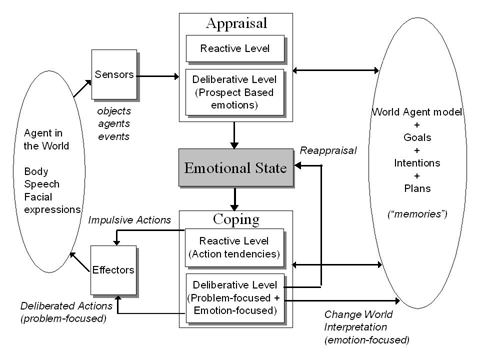 Appraisal
Reactive Level
Deliberative Level
(Prospect Based
emotions)
Sensors
objects
agents
events
Agent in
the World
Body
Speech
Facial
expressions
World Agent model
+
Goals
+
Intentions
+
Plans
(“memories”)
Emotional State
Reappraisal
Coping
Reactive Level
(Action tendencies)
Deliberative Level
(Problem-focused +
Emotion-focused)
Impulsive Actions
Effectors
Deliberated Actions
(problem-focused)
Change World
Interpretation
(emotion-focused)